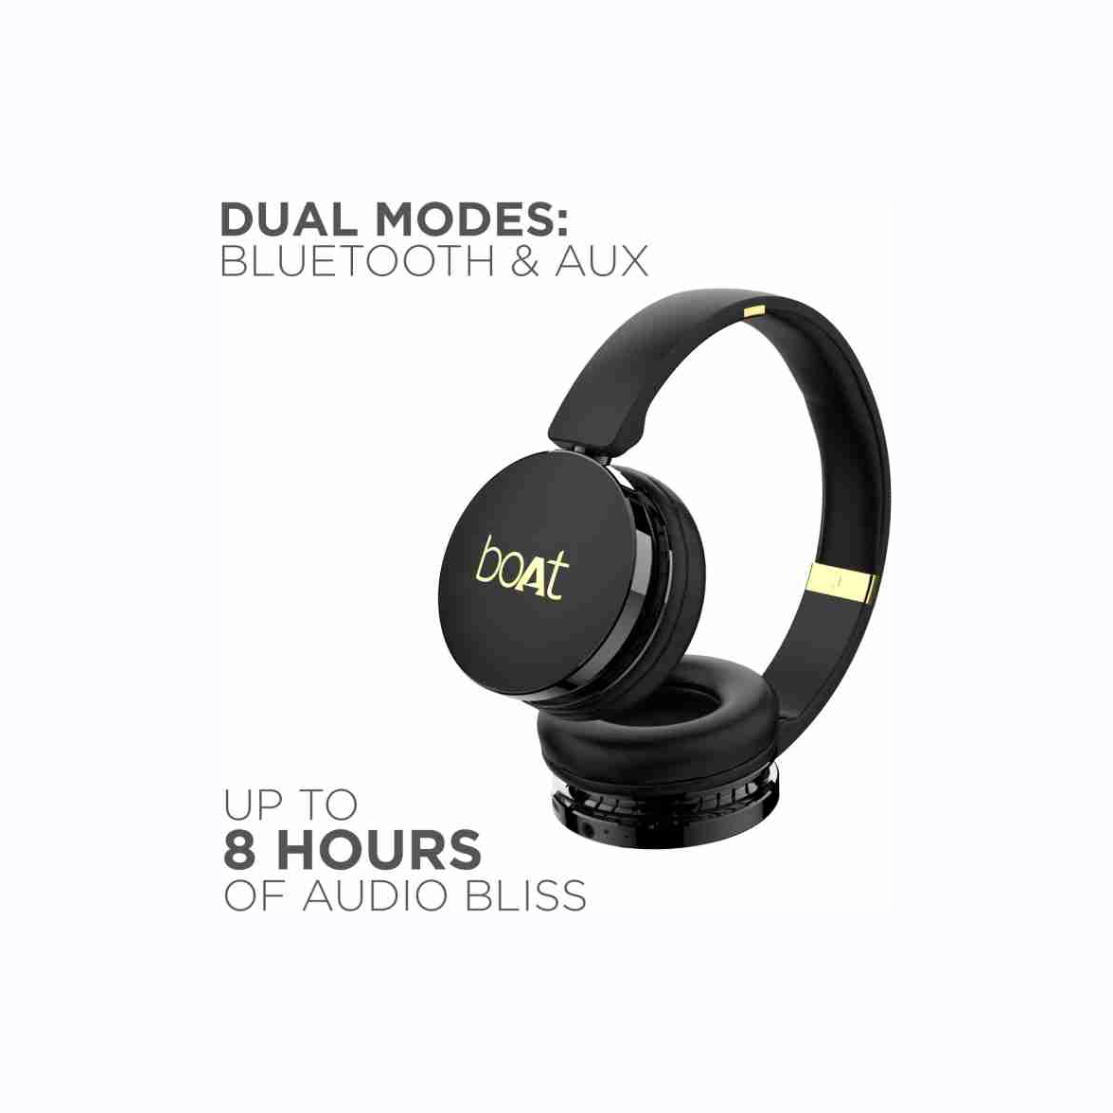 DUAL MODES:
BLUETOOTH & AUX
boAt
UP TO
8 HOURS
OF AUDIO BLISS